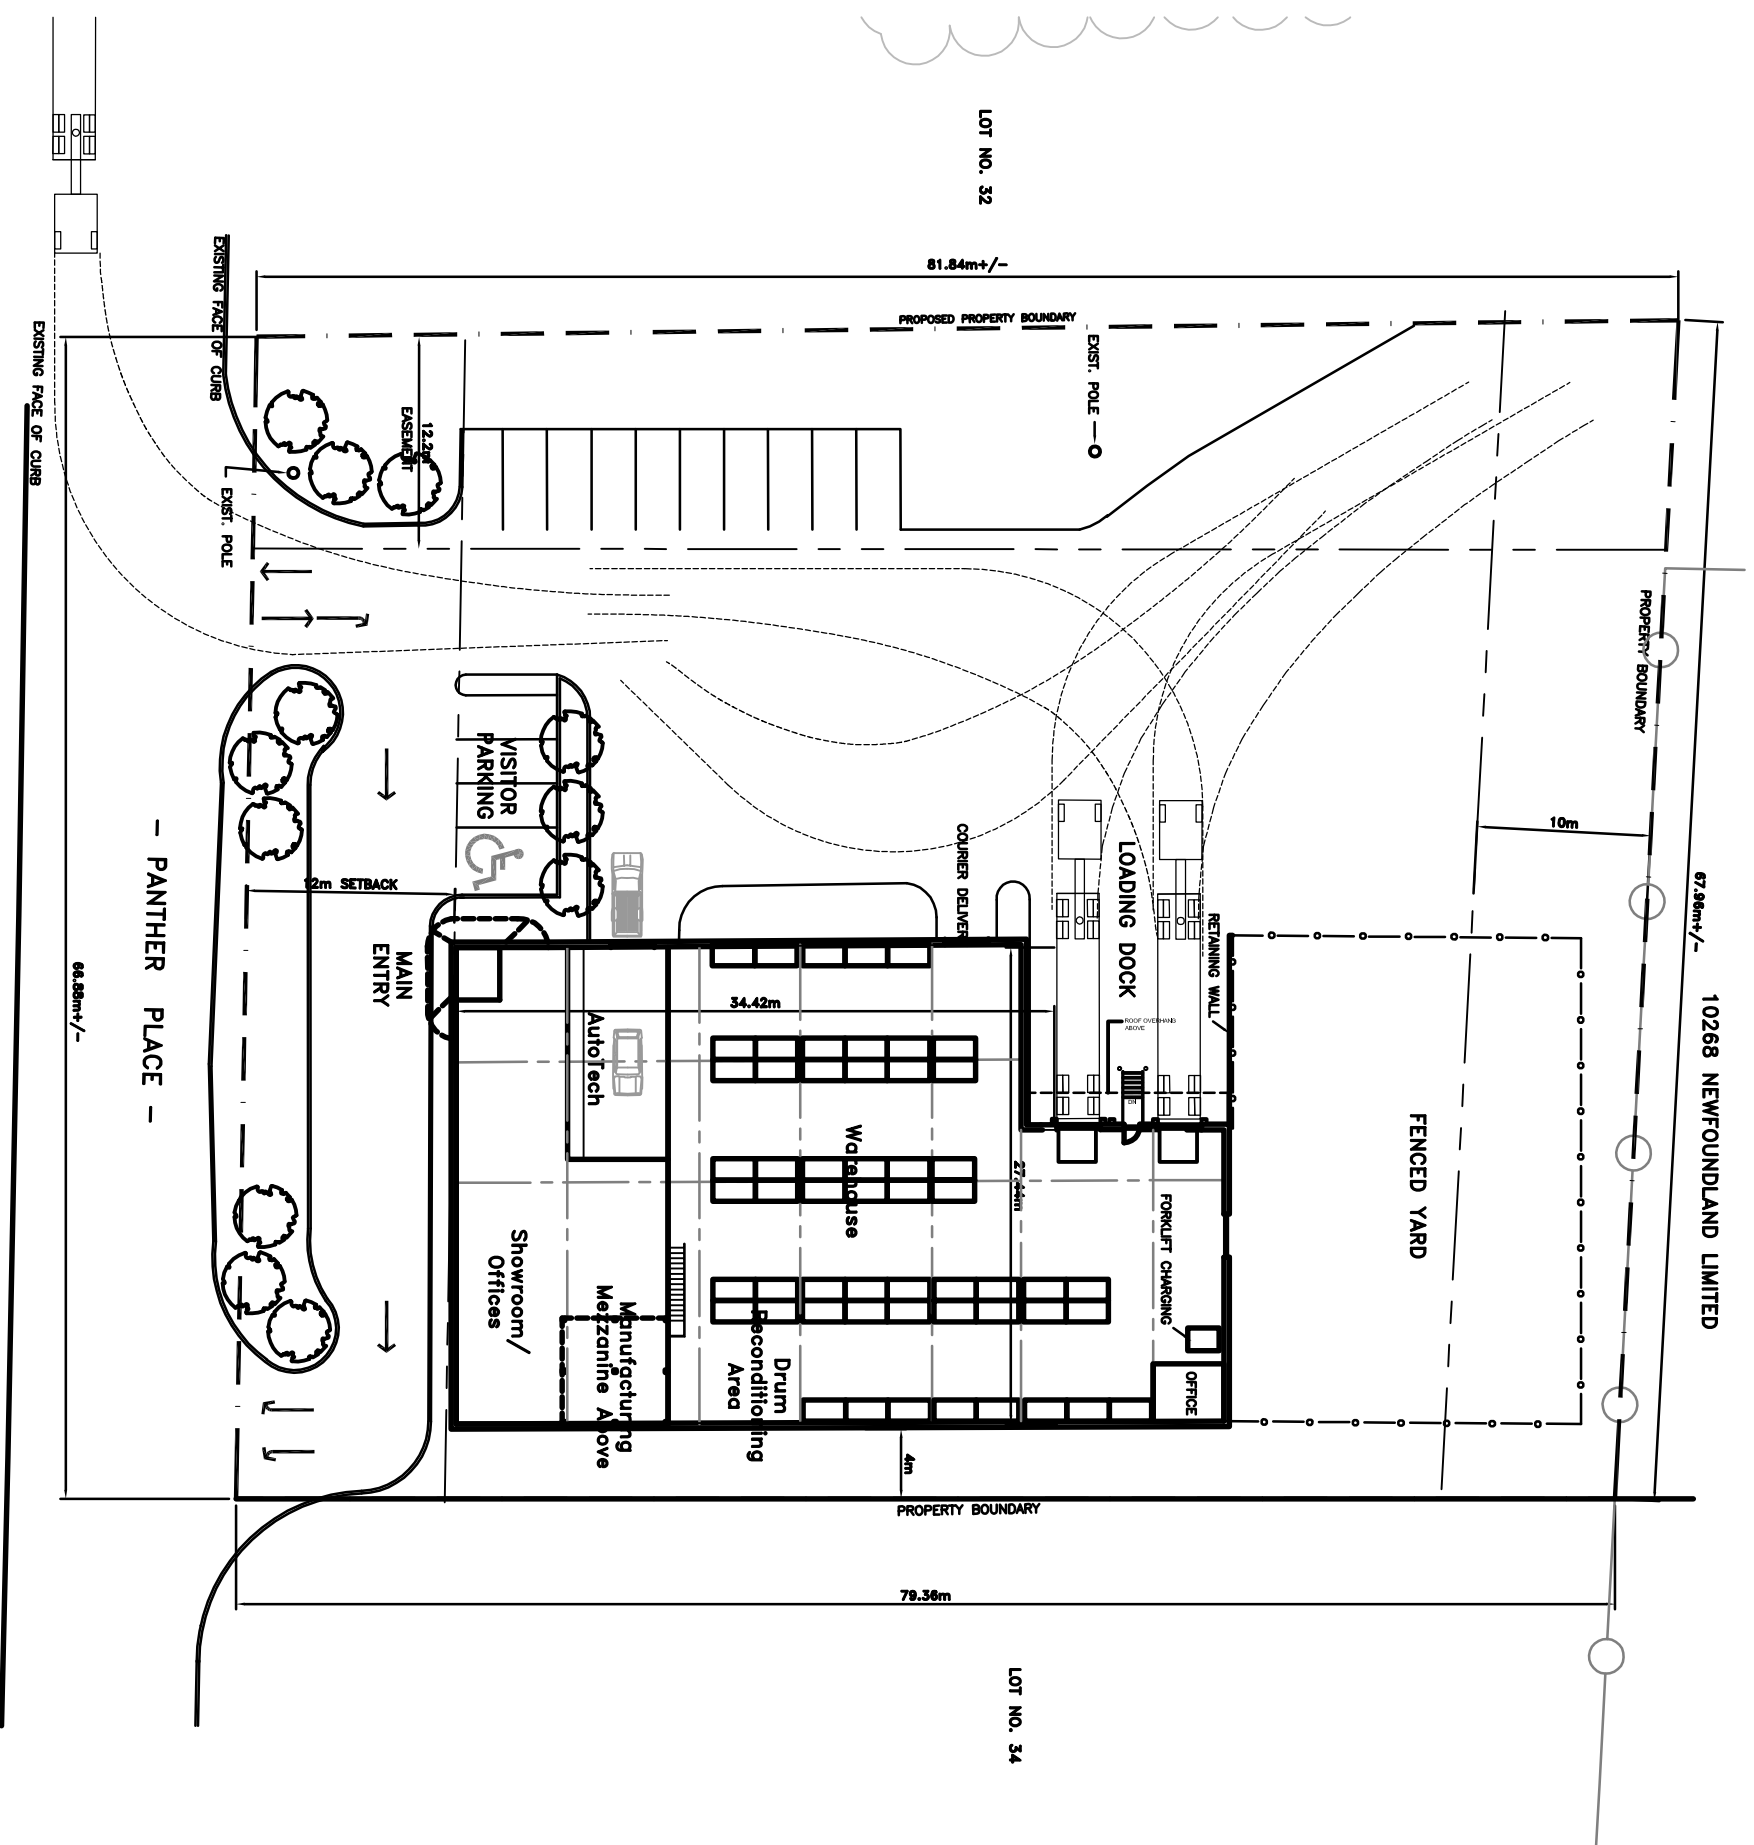 LOT NO. 32
81.84m+/-
PROPOSED PROPERTY BOUNDARY
EXISTING FACE OF CURB
EXISTING FACE OF CURB
EXIST. POLE
12.2m
EASEMENT
EXIST. POLE
PROPERTY BOUNDARY
VISITOR
PARKING
12m SETBACK
COURIER DELIVERY
LOADING DOCK
RETAINING WALL
10m
67.96m+/-
- PANTHER PLACE -
66.88m+/-
MAIN
ENTRY
34.42m
ROOF OVERHANG
ABOVE
DN
10268 NEWFOUNDLAND LIMITED
AutoTech
Warehouse
27.44m
FENCED YARD
FORKLIFT CHARGING
Showroom/
Offices
Manufacturing
Mezzanine Above
Drum
Reconditioning
Area
OFFICE
4m
PROPERTY BOUNDARY
79.36m
LOT NO. 34